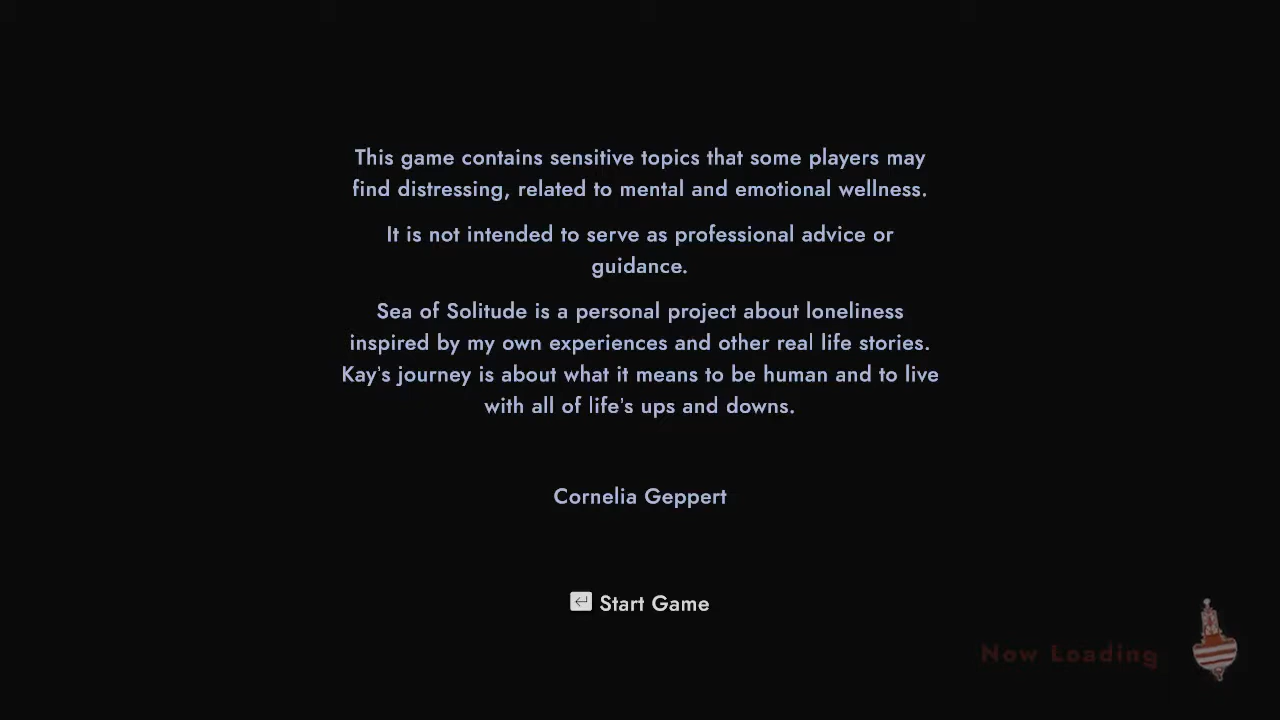 This game contains sensitive topics that some players may
find distressing, related to mental and emotional wellness.
It is not intended to serve as professional advice or
guidance.
Sea of Solitude is a personal project about loneliness
inspired by my own experiences and other real life stories.
Kay's journey is about what it means to be human and to live
with all of life's ups and downs.
Cornelia Geppert
Start Game
Now Loading